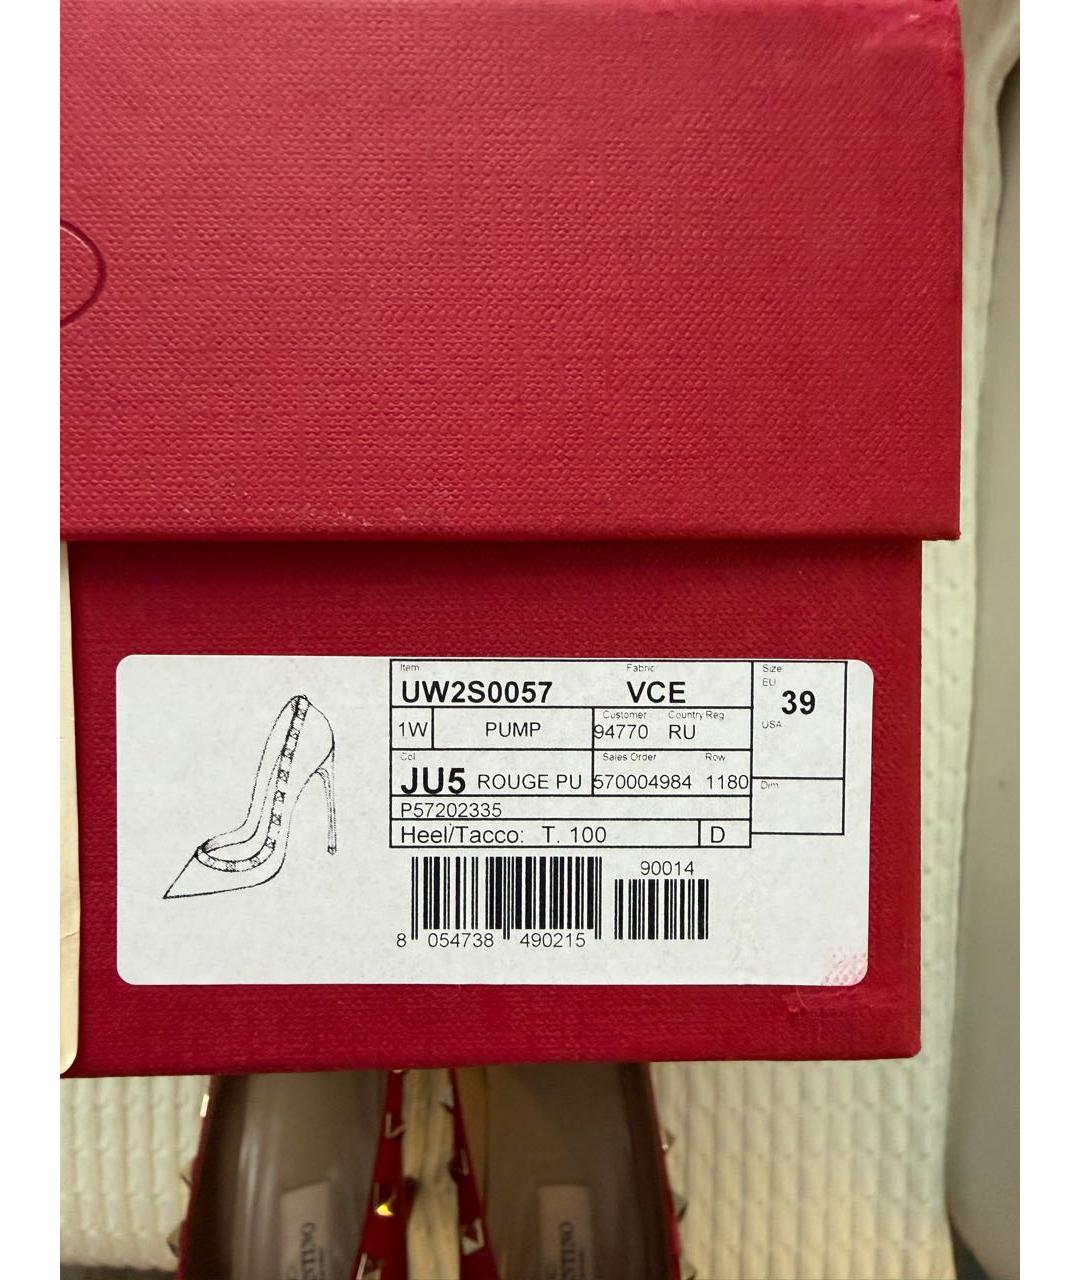 Item Fabric Size
EU
UW2S0057 VCE 39
Customer Country Reg
USA
1W PUMP 94770 RU
Col Sales Order Row
JU5 ROUGE PU 570004984 1180 Dim
P57202335
Heel/Tacco: T. 100 D
90014
8 054738 490215